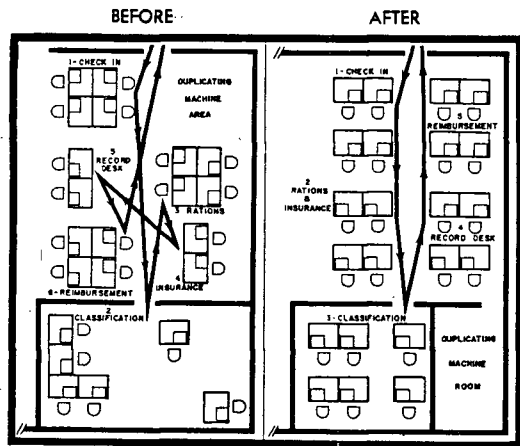 BEFORE
AFTER
1-CHECK IN
DUPLICATING
MACHINE
AREA
5
RECORD
DESK
3 RATIONS
4
INSURANCE
6-REIMBURSEMENT
2
CLASSIFICATION
1-CHECK IN
5
REIMBURSEMENT
2
RATIONS
&
INSURANCE
4
RECORD DESK
3-CLASSIFICATION
DUPLICATING
MACHINE
ROOM